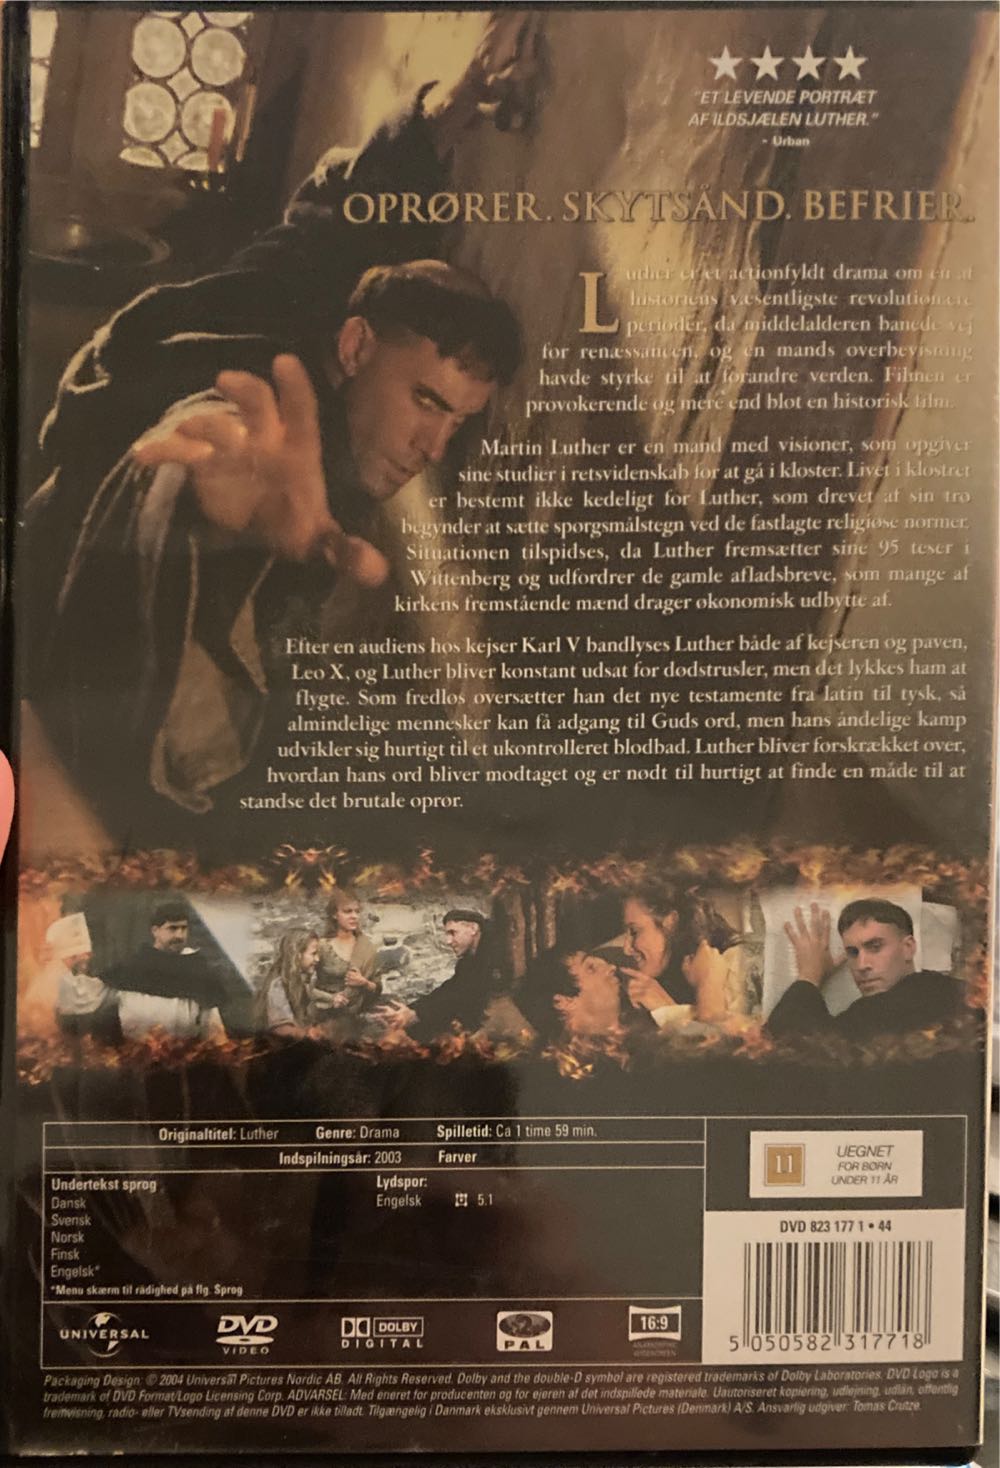 "ET LEVENDE PORTRÆT
AF ILDSJÆLEN LUTHER."
- Urban
OPRØRER. SKYTSÅND. BEFRIER.
Luther er et actionfyldt drama om en af
historiens væsentligste revolutionære
perioder, da middelalderen banede vej
for renæssancen, og en mands overbevisning
havde styrke til at forandre verden. Filmen er
provokerende og mere end blot en historisk film.
Martin Luther er en mand med visioner, som opgiver
sine studier i retsvidenskab for at gå i kloster. Livet i klostret
er bestemt ikke kedeligt for Luther, som drevet af sin tro
begynder at sætte spørgsmålstegn ved de fastlagte religiøse normer.
Situationen tilspidses, da Luther fremsætter sine 95 teser i
Wittenberg og udfordrer de gamle afladsbreve, som mange af
kirkens fremstående mænd drager økonomisk udbytte af.
Efter en audiens hos kejser Karl V bandlyses Luther både af kejseren og paven,
Leo X, og Luther bliver konstant udsat for dødstrusler, men det lykkes ham at
flygte. Som fredløs oversætter han det nye testamente fra latin til tysk, så
almindelige mennesker kan få adgang til Guds ord, men hans åndelige kamp
udvikler sig hurtigt til et ukontrolleret blodbad. Luther bliver forskrækket over,
hvordan hans ord bliver modtaget og er nødt til hurtigt at finde en måde til at
standse det brutale oprør.
Originaltitel: Luther Genre: Drama Spilletid: Ca 1 time 59 min.
Indspilningsår: 2003 Farver
Undertekst sprog
Dansk
Svensk
Norsk
Finsk
Engelsk*
*Menu skærm til rådighed på flg. Sprog
Lydspor:
Engelsk 5.1
11
UEGNET
FOR BØRN
UNDER 11 ÅR
DVD 823 177 1 • 44
5 050582 317718
UNIVERSAL
DVD
VIDEO
DOLBY
DIGITAL
PAL
16:9
Packaging Design: © 2004 Universal Pictures Nordic AB. All Rights Reserved. Dolby and the double-D symbol are registered trademarks of Dolby Laboratories. DVD Logo is a
trademark of DVD Format/Logo Licensing Corp. ADVARSEL: Med eneret for producenten og for ejeren af det indspillede materiale. Uautoriseret kopiering, udlejning, udlån, offentlig
fremvisning, radio- eller TVsending af denne DVD er ikke tilladt. Tilgængelig i Danmark eksklusivt gennem Universal Pictures (Denmark) A/S. Ansvarlig udgiver: Tomas Crutze.